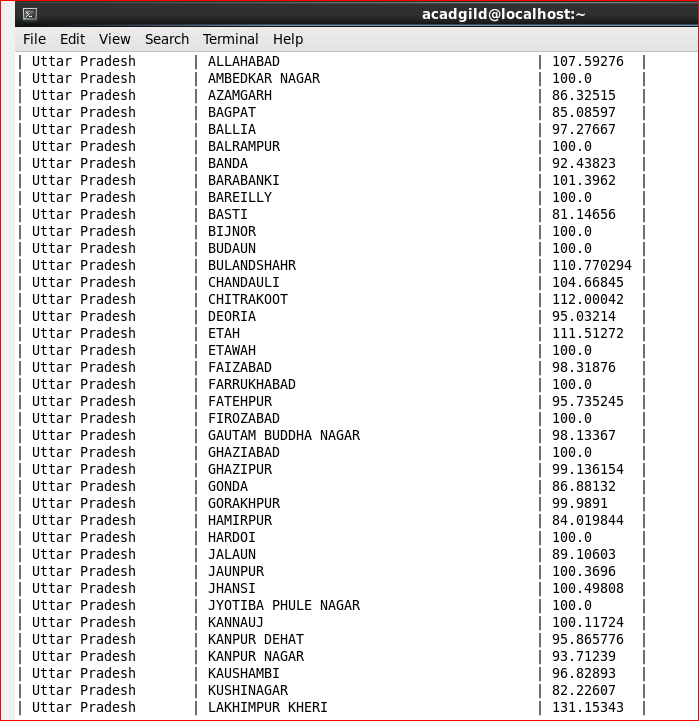 acadgild@localhost:~
File Edit View Search Terminal Help
| Uttar Pradesh | ALLAHABAD | 107.59276 |
| Uttar Pradesh | AMBEDKAR NAGAR | 100.0 |
| Uttar Pradesh | AZAMGARH | 86.32515 |
| Uttar Pradesh | BAGPAT | 85.08597 |
| Uttar Pradesh | BALLIA | 97.27667 |
| Uttar Pradesh | BALRAMPUR | 100.0 |
| Uttar Pradesh | BANDA | 92.43823 |
| Uttar Pradesh | BARABANKI | 101.3962 |
| Uttar Pradesh | BAREILLY | 100.0 |
| Uttar Pradesh | BASTI | 81.14656 |
| Uttar Pradesh | BIJNOR | 100.0 |
| Uttar Pradesh | BUDAUN | 100.0 |
| Uttar Pradesh | BULANDSHAHR | 110.770294 |
| Uttar Pradesh | CHANDAULI | 104.66845 |
| Uttar Pradesh | CHITRAKOOT | 112.00042 |
| Uttar Pradesh | DEORIA | 95.03214 |
| Uttar Pradesh | ETAH | 111.51272 |
| Uttar Pradesh | ETAWAH | 100.0 |
| Uttar Pradesh | FAIZABAD | 98.31876 |
| Uttar Pradesh | FARRUKHABAD | 100.0 |
| Uttar Pradesh | FATEHPUR | 95.735245 |
| Uttar Pradesh | FIROZABAD | 100.0 |
| Uttar Pradesh | GAUTAM BUDDHA NAGAR | 98.13367 |
| Uttar Pradesh | GHAZIABAD | 100.0 |
| Uttar Pradesh | GHAZIPUR | 99.136154 |
| Uttar Pradesh | GONDA | 86.88132 |
| Uttar Pradesh | GORAKHPUR | 99.9891 |
| Uttar Pradesh | HAMIRPUR | 84.019844 |
| Uttar Pradesh | HARDOI | 100.0 |
| Uttar Pradesh | JALAUN | 89.10603 |
| Uttar Pradesh | JAUNPUR | 100.3696 |
| Uttar Pradesh | JHANSI | 100.49808 |
| Uttar Pradesh | JYOTIBA PHULE NAGAR | 100.0 |
| Uttar Pradesh | KANNAUJ | 100.11724 |
| Uttar Pradesh | KANPUR DEHAT | 95.865776 |
| Uttar Pradesh | KANPUR NAGAR | 93.71239 |
| Uttar Pradesh | KAUSHAMBI | 96.82893 |
| Uttar Pradesh | KUSHINAGAR | 82.22607 |
| Uttar Pradesh | LAKHIMPUR KHERI | 131.15343 |